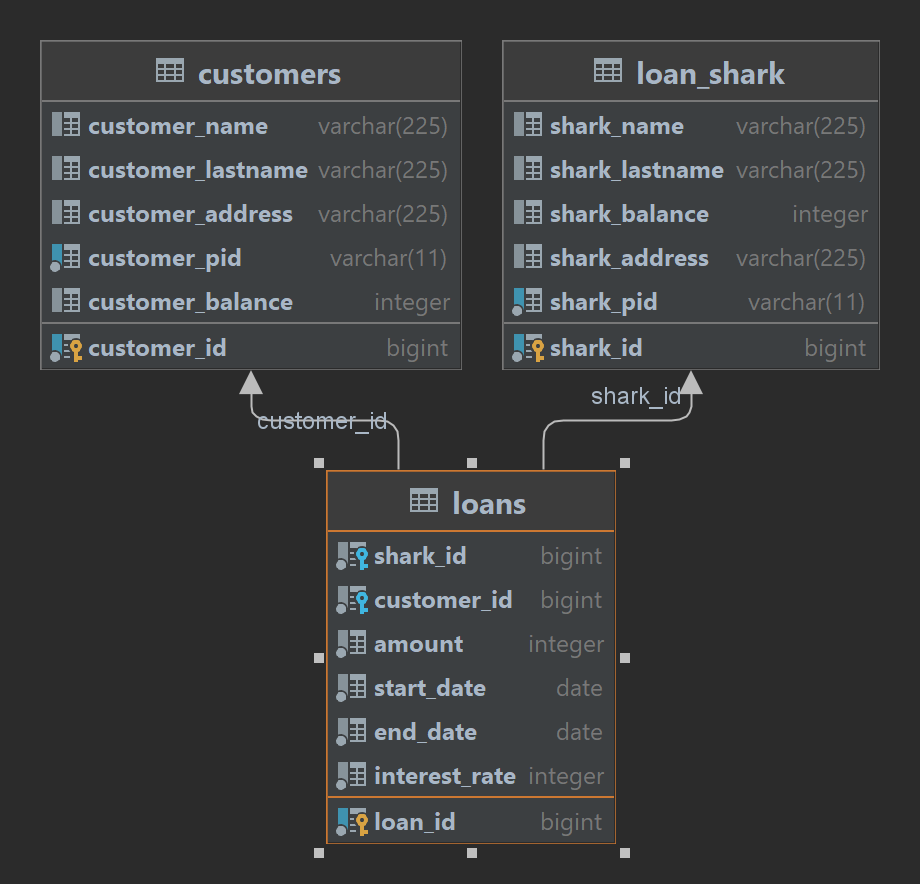 customers
customer_name varchar(225)
customer_lastname varchar(225)
customer_address varchar(225)
customer_pid varchar(11)
customer_balance integer
customer_id bigint
loan_shark
shark_name varchar(225)
shark_lastname varchar(225)
shark_balance integer
shark_address varchar(225)
shark_pid varchar(11)
shark_id bigint
customer_id
shark_id
loans
shark_id bigint
customer_id bigint
amount integer
start_date date
end_date date
interest_rate integer
loan_id bigint